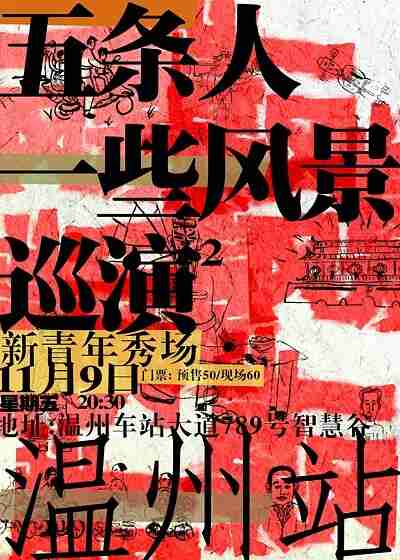 五条人
一些风景
巡演2
新青年秀场
11月9日 门票：预售50/现场60
星期五 20:30
地址:温州车站大道789号智慧谷
温州站